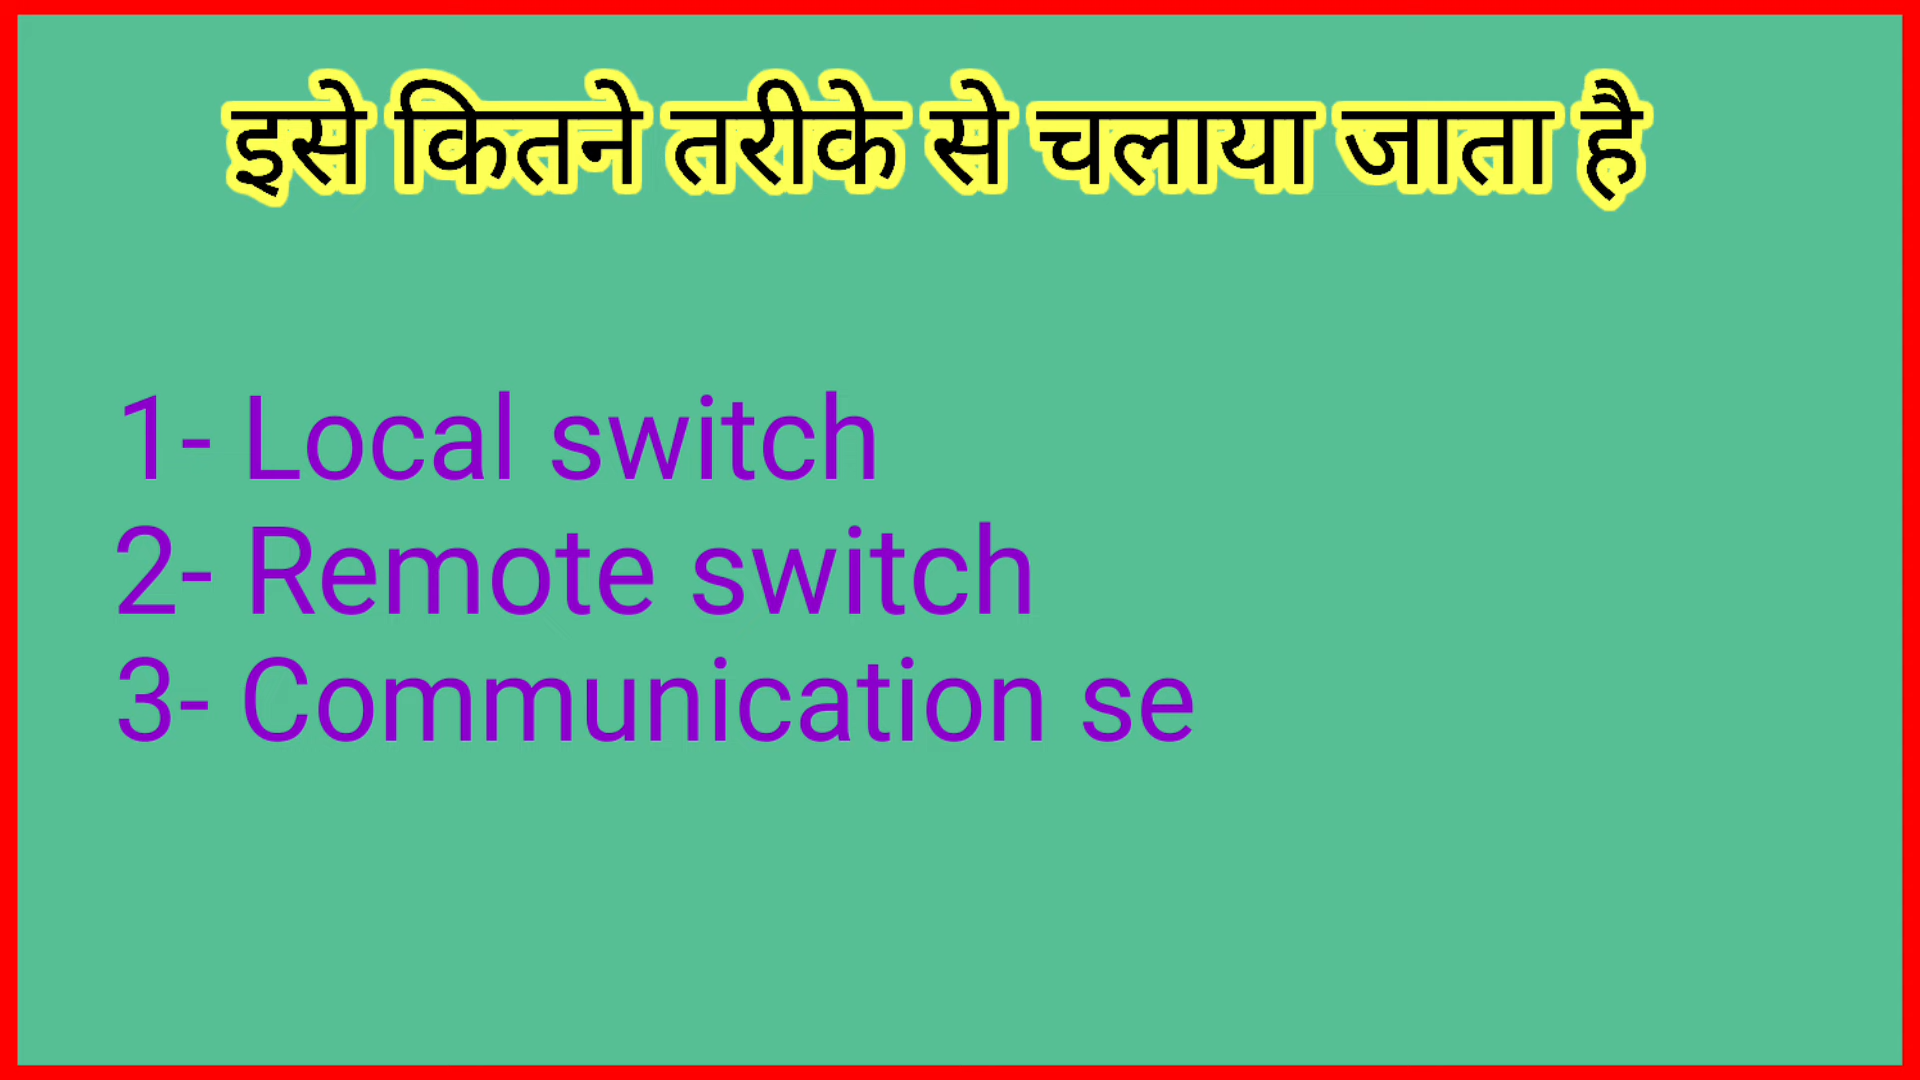 इसे कितने तरीके से चलाया जाता है
1- Local switch
2- Remote switch
3- Communication se